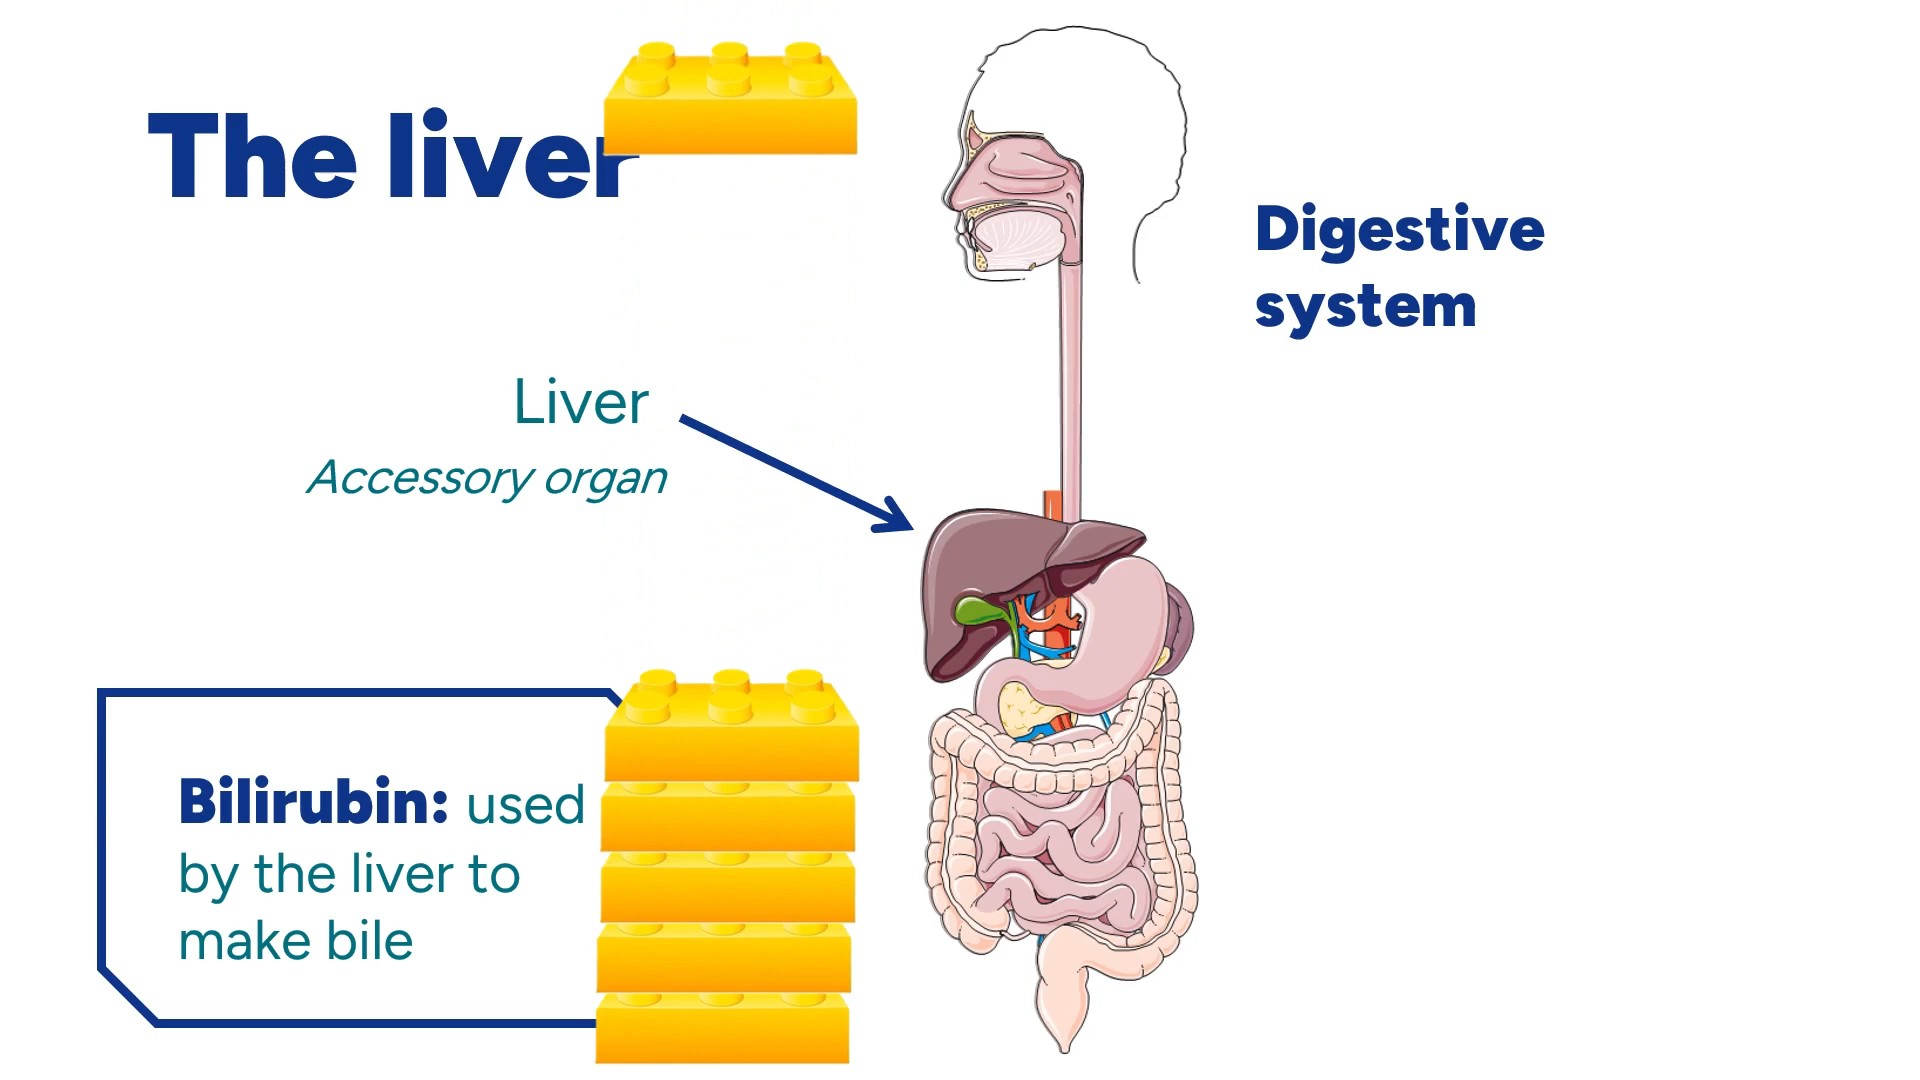 The liver
Digestive
system
Liver
Accessory organ
Bilirubin: used
by the liver to
make bile